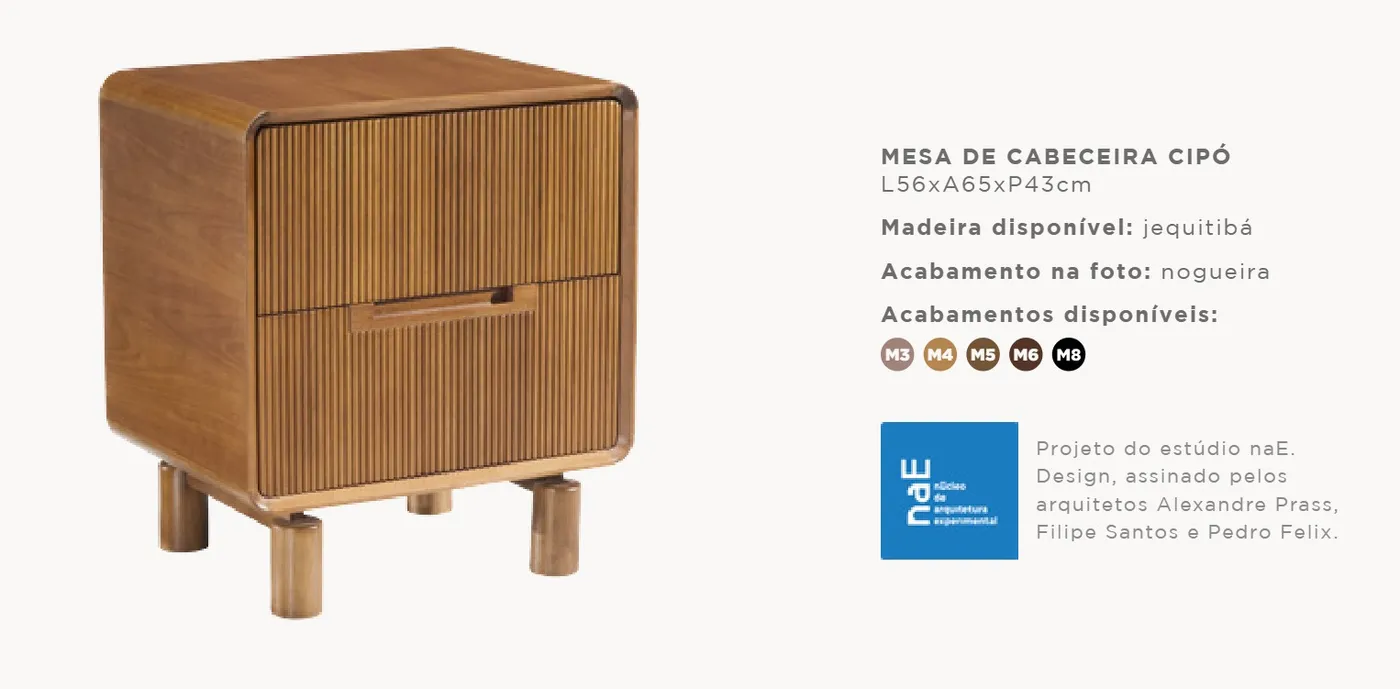 MESA DE CABECEIRA CIPÓ
L56xA65xP43cm
Madeira disponível: jequitibá
Acabamento na foto: nogueira
Acabamentos disponíveis:
M3 M4 M5 M6 M8
naE
núcleo
de
arquitetura
experimental
Projeto do estúdio naE.
Design, assinado pelos
arquitetos Alexandre Prass,
Filipe Santos e Pedro Felix.